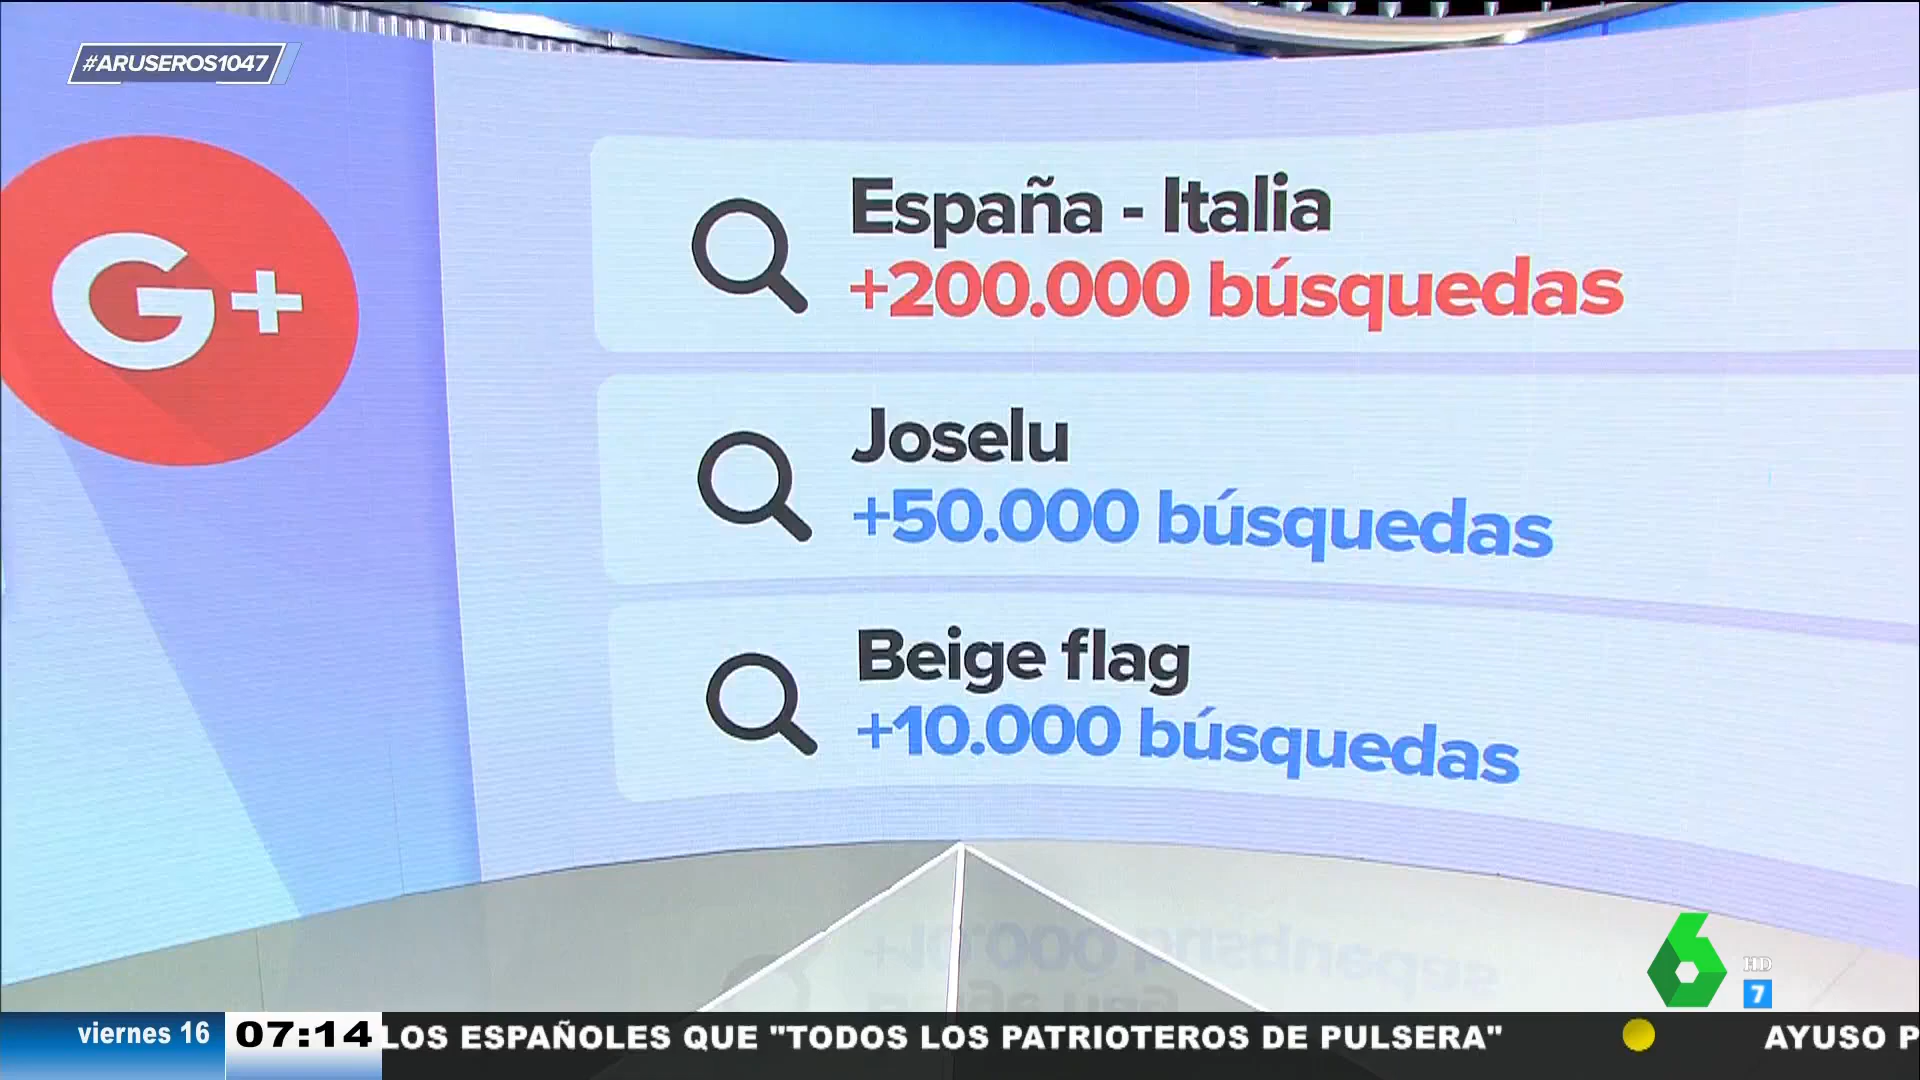 #ARUSEROS1047
G+
España - Italia
+200.000 búsquedas
Joselu
+50.000 búsquedas
Beige flag
+10.000 búsquedas
6
HD
7
viernes 16
07:14
LOS ESPAÑOLES QUE "TODOS LOS PATRIOTEROS DE PULSERA"
AYUSO P